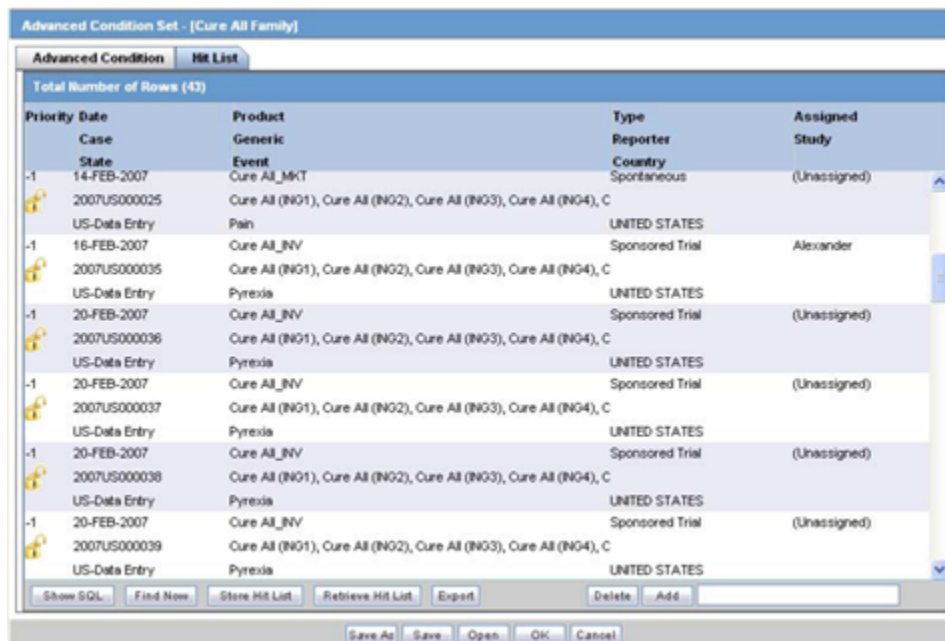 Advanced Condition Set - [Cure All Family]
Advanced Condition Hit List
Total Number of Rows (43)
Priority Date Product Type Assigned
Case Generic Reporter Study
State Event Country
-1 14-FEB-2007 Cure All_MKT Spontaneous (Unassigned)
2007US000025 Cure All (ING1), Cure All (ING2), Cure All (ING3), Cure All (ING4), C
US-Data Entry Pain UNITED STATES
-1 16-FEB-2007 Cure All_INV Sponsored Trial Alexander
2007US000035 Cure All (ING1), Cure All (ING2), Cure All (ING3), Cure All (ING4), C
US-Data Entry Pyrexia UNITED STATES
-1 20-FEB-2007 Cure All_INV Sponsored Trial (Unassigned)
2007US000036 Cure All (ING1), Cure All (ING2), Cure All (ING3), Cure All (ING4), C
US-Data Entry Pyrexia UNITED STATES
-1 20-FEB-2007 Cure All_INV Sponsored Trial (Unassigned)
2007US000037 Cure All (ING1), Cure All (ING2), Cure All (ING3), Cure All (ING4), C
US-Data Entry Pyrexia UNITED STATES
-1 20-FEB-2007 Cure All_INV Sponsored Trial (Unassigned)
2007US000038 Cure All (ING1), Cure All (ING2), Cure All (ING3), Cure All (ING4), C
US-Data Entry Pyrexia UNITED STATES
-1 20-FEB-2007 Cure All_INV Sponsored Trial (Unassigned)
2007US000039 Cure All (ING1), Cure All (ING2), Cure All (ING3), Cure All (ING4), C
US-Data Entry Pyrexia UNITED STATES
Show SQL Find Now Store Hit List Retrieve Hit List Export Delete Add
Save As Save Open OK Cancel